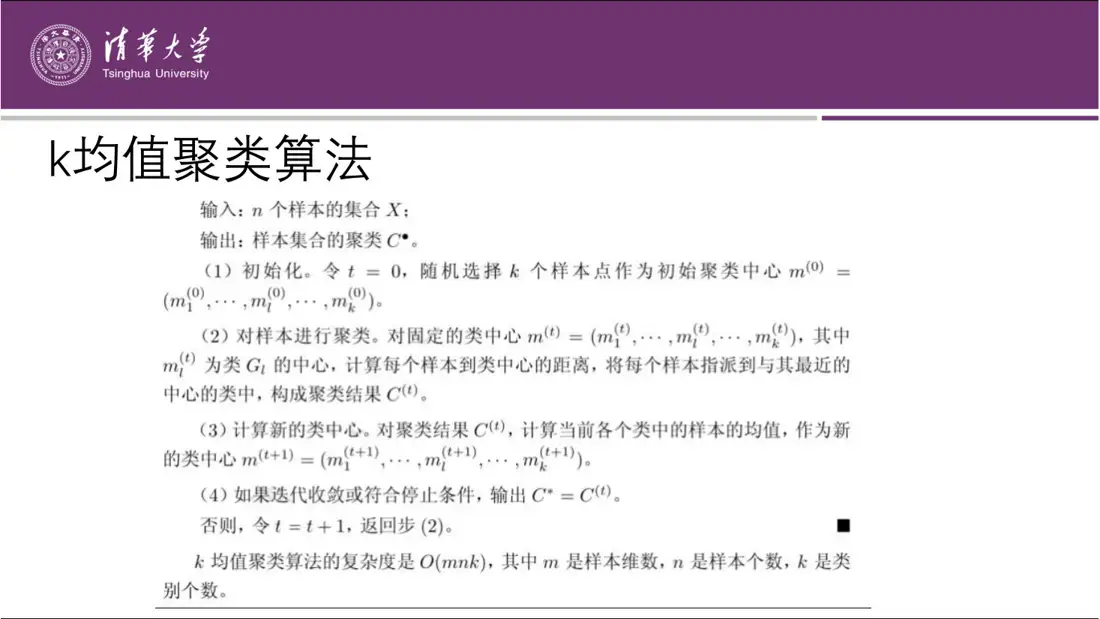 清华大学
Tsinghua University
k均值聚类算法
输入：n 个样本的集合 X；
输出：样本集合的聚类 C•。
（1）初始化。令 t = 0，随机选择 k 个样本点作为初始聚类中心 m^(0) =
(m_1^(0), ⋯, m_l^(0), ⋯, m_k^(0))。
（2）对样本进行聚类。对固定的类中心 m^(t) = (m_1^(t), ⋯, m_l^(t), ⋯, m_k^(t))，其中
m_l^(t) 为类 G_l 的中心，计算每个样本到类中心的距离，将每个样本指派到与其最近的
中心的类中，构成聚类结果 C^(t)。
（3）计算新的类中心。对聚类结果 C^(t)，计算当前各个类中的样本的均值，作为新
的类中心 m^(t+1) = (m_1^(t+1), ⋯, m_l^(t+1), ⋯, m_k^(t+1))。
（4）如果迭代收敛或符合停止条件，输出 C* = C^(t)。
否则，令 t = t + 1，返回步 (2)。 ■
k 均值聚类算法的复杂度是 O(mnk)，其中 m 是样本维数，n 是样本个数，k 是类
别个数。